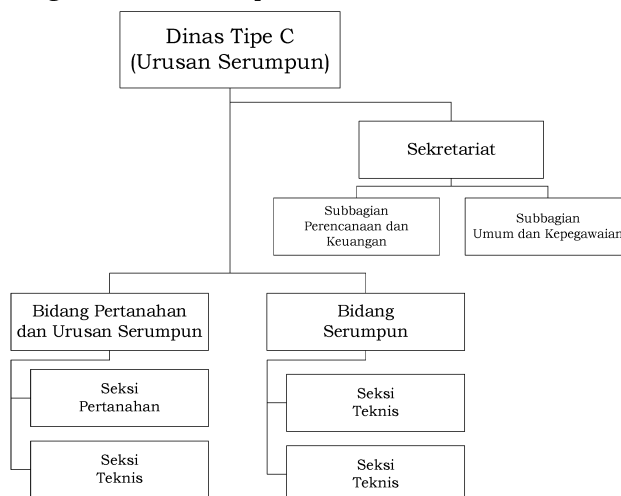 Dinas Tipe C
(Urusan Serumpun)
Sekretariat
Subbagian
Perencanaan dan
Keuangan
Subbagian
Umum dan Kepegawaian
Bidang Pertanahan
dan Urusan Serumpun
Bidang
Serumpun
Seksi
Pertanahan
Seksi
Teknis
Seksi
Teknis
Seksi
Teknis